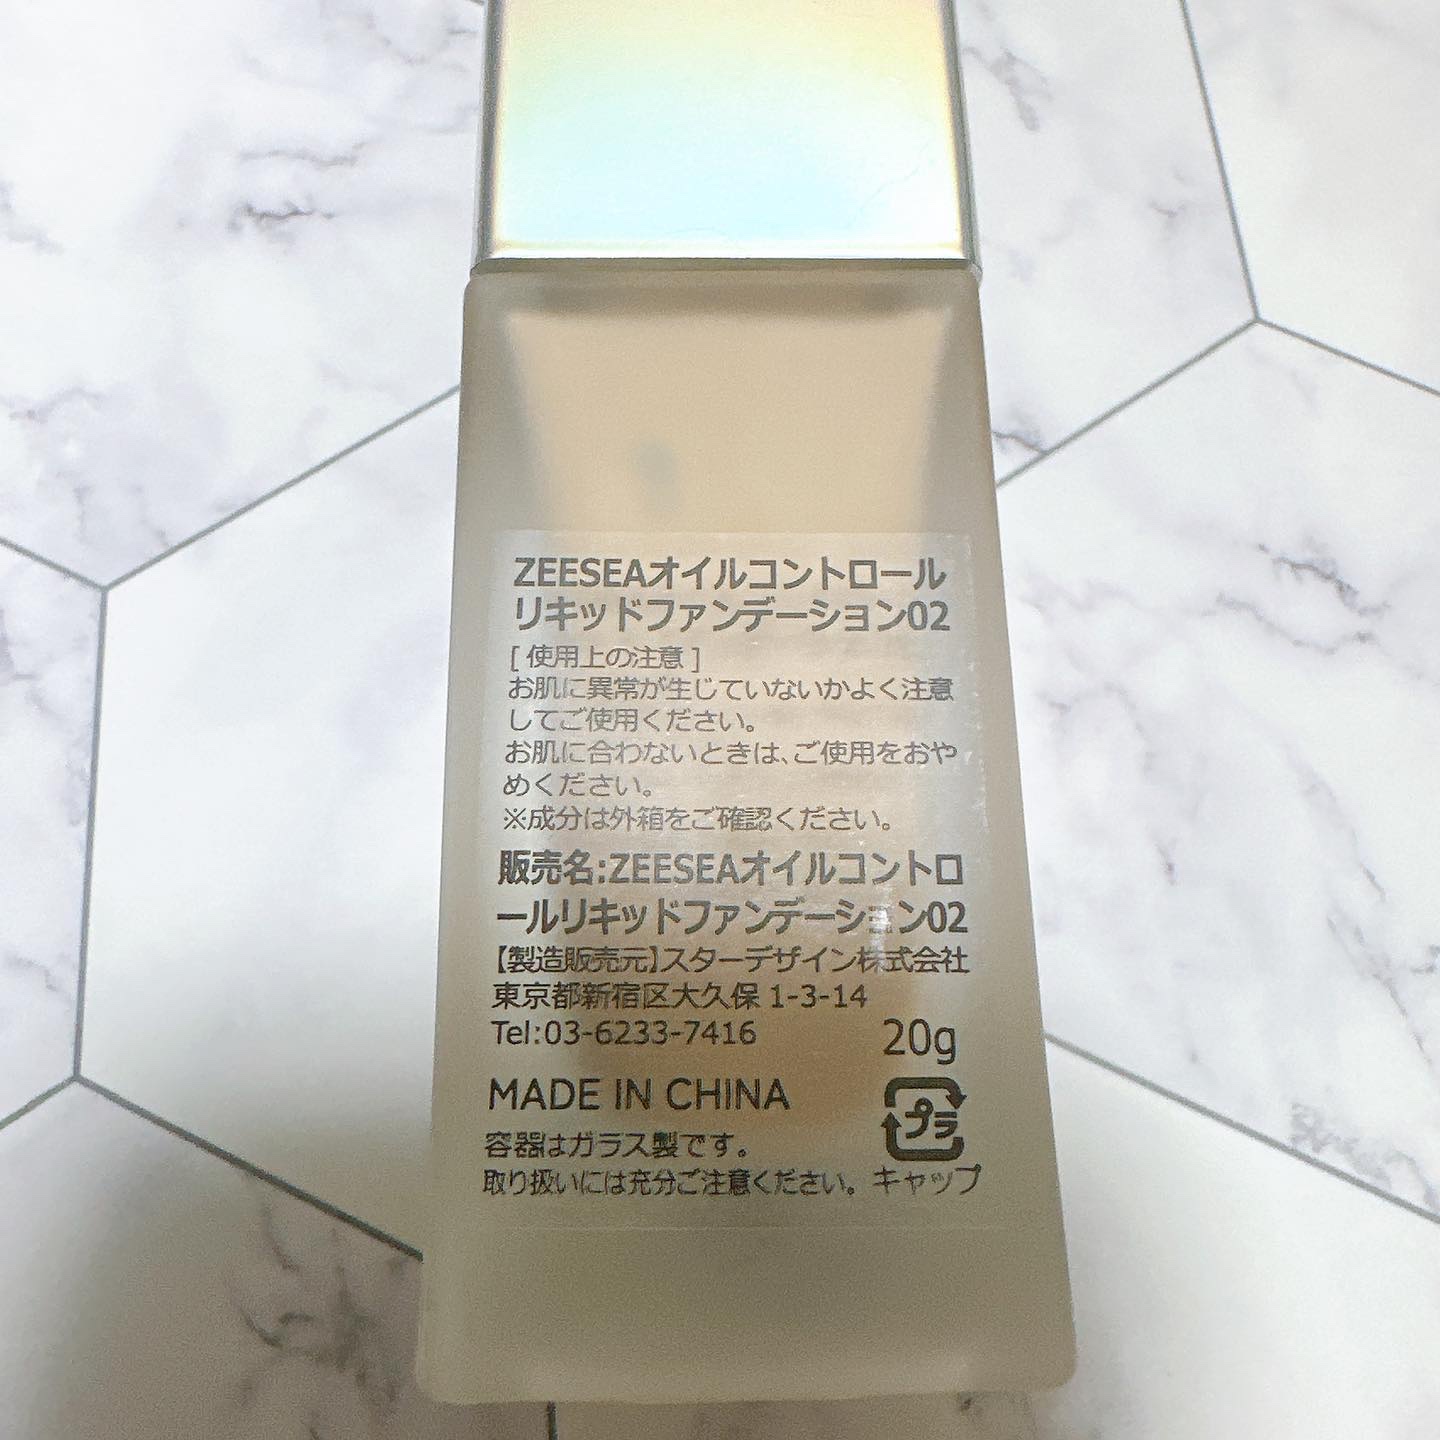 ZEESEAオイルコントロール
リキッドファンデーション02
[ 使用上の注意 ]
お肌に異常が生じていないかよく注意
してご使用ください。
お肌に合わないときは、ご使用をおや
めください。
※成分は外箱をご確認ください。
販売名:ZEESEAオイルコントロ
ールリキッドファンデーション02
【製造販売元】スターデザイン株式会社
東京都新宿区大久保 1-3-14
Tel:03-6233-7416
20g
MADE IN CHINA
プラ
容器はガラス製です。
取り扱いには充分ご注意ください。
キャップ